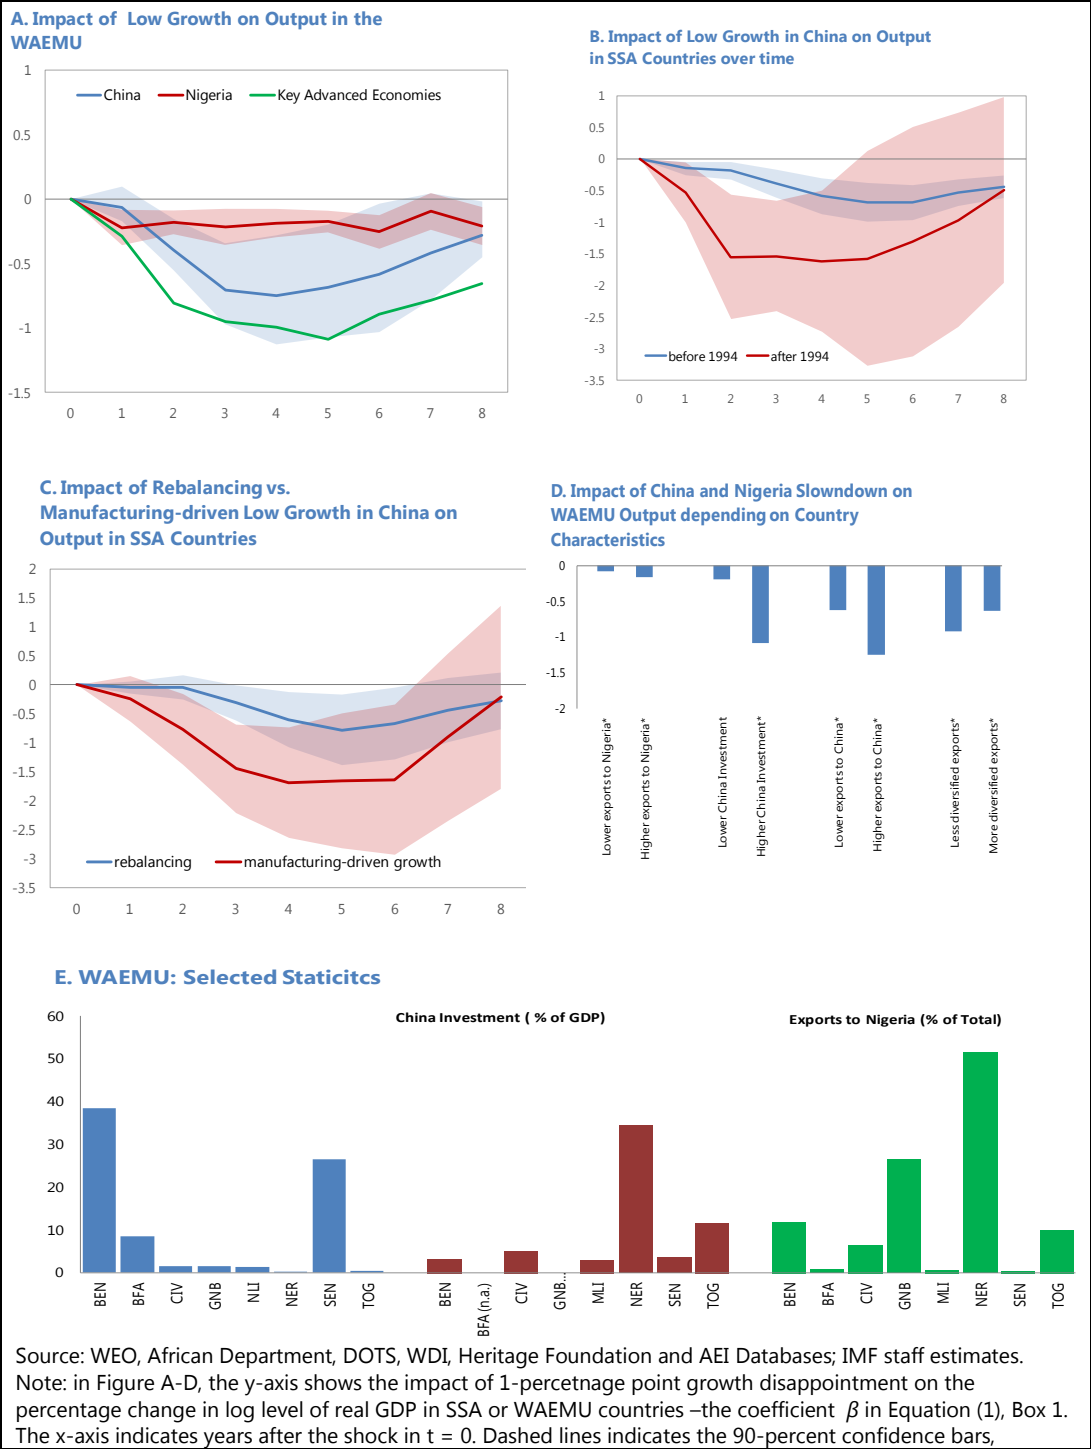 A. Impact of Low Growth on Output in the
WAEMU
1
0.5
0
-0.5
-1
-1.5
China
Nigeria
Key Advanced Economies
0 1 2 3 4 5 6 7 8
B. Impact of Low Growth in China on Output
in SSA Countries over time
1
0.5
0
-0.5
-1
-1.5
-2
-2.5
-3
-3.5
before 1994
after 1994
0 1 2 3 4 5 6 7 8
C. Impact of Rebalancing vs.
Manufacturing-driven Low Growth in China on
Output in SSA Countries
2
1.5
1
0.5
0
-0.5
-1
-1.5
-2
-2.5
-3
-3.5
rebalancing
manufacturing-driven growth
0 1 2 3 4 5 6 7 8
D. Impact of China and Nigeria Slowndown on
WAEMU Output depending on Country
Characteristics
0
-0.5
-1
-1.5
-2
Lower exports to Nigeria*
Higher exports to Nigeria*
Lower China Investment
Higher China Investment*
Lower exports to China*
Higher exports to China*
Less diversified exports*
More diversified exports*
E. WAEMU: Selected Staticitcs
60
50
40
30
20
10
0
China Investment ( % of GDP)
Exports to Nigeria (% of Total)
BEN
BFA
CIV
GNB
NLI
NER
SEN
TOG
BEN
BFA (n.a.)
CIV
GNB...
MLI
NER
SEN
TOG
BEN
BFA
CIV
GNB
MLI
NER
SEN
TOG
Source: WEO, African Department, DOTS, WDI, Heritage Foundation and AEI Databases; IMF staff estimates.
Note: in Figure A-D, the y-axis shows the impact of 1-percetnage point growth disappointment on the
percentage change in log level of real GDP in SSA or WAEMU countries –the coefficient β in Equation (1), Box 1.
The x-axis indicates years after the shock in t = 0. Dashed lines indicates the 90-percent confidence bars,